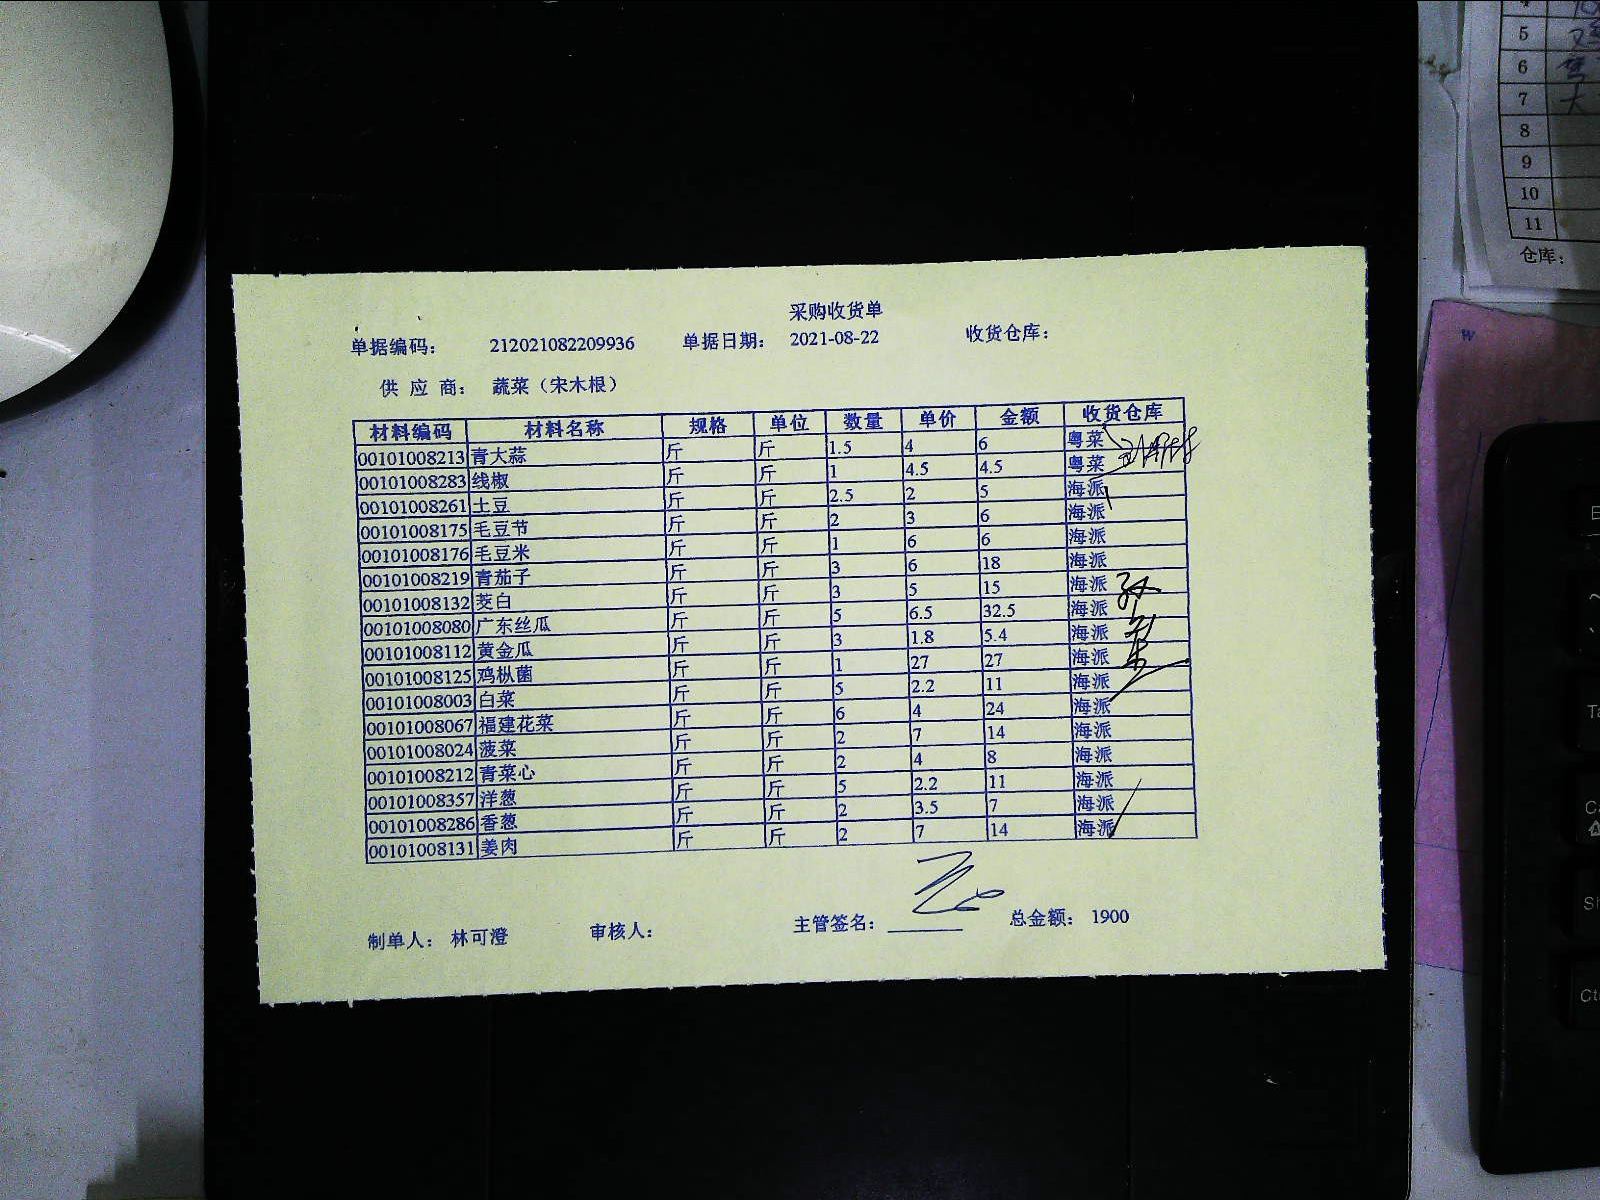 采购收货单
单据编码： 212021082209936 单据日期： 2021-08-22 收货仓库：
供 应 商： 蔬菜（宋木根）
材料编码 材料名称 规格 单位 数量 单价 金额 收货仓库
00101008213 青大蒜 斤 斤 1.5 4 6 粤菜
00101008283 线椒 斤 斤 1 4.5 4.5 粤菜
00101008261 土豆 斤 斤 2.5 2 5 海派
00101008175 毛豆节 斤 斤 2 3 6 海派
00101008176 毛豆米 斤 斤 1 6 6 海派
00101008219 青茄子 斤 斤 3 6 18 海派
00101008132 茭白 斤 斤 3 5 15 海派
00101008080 广东丝瓜 斤 斤 5 6.5 32.5 海派
00101008112 黄金瓜 斤 斤 3 1.8 5.4 海派
00101008125 鸡枞菌 斤 斤 1 27 27 海派
00101008003 白菜 斤 斤 5 2.2 11 海派
00101008067 福建花菜 斤 斤 6 4 24 海派
00101008024 菠菜 斤 斤 2 7 14 海派
00101008212 青菜心 斤 斤 2 4 8 海派
00101008357 洋葱 斤 斤 5 2.2 11 海派
00101008286 香葱 斤 斤 2 3.5 7 海派
00101008131 姜肉 斤 斤 2 7 14 海派
制单人： 林可澄 审核人： 主管签名： 总金额： 1900
5
6
7 大
8
9
10
11
仓库：